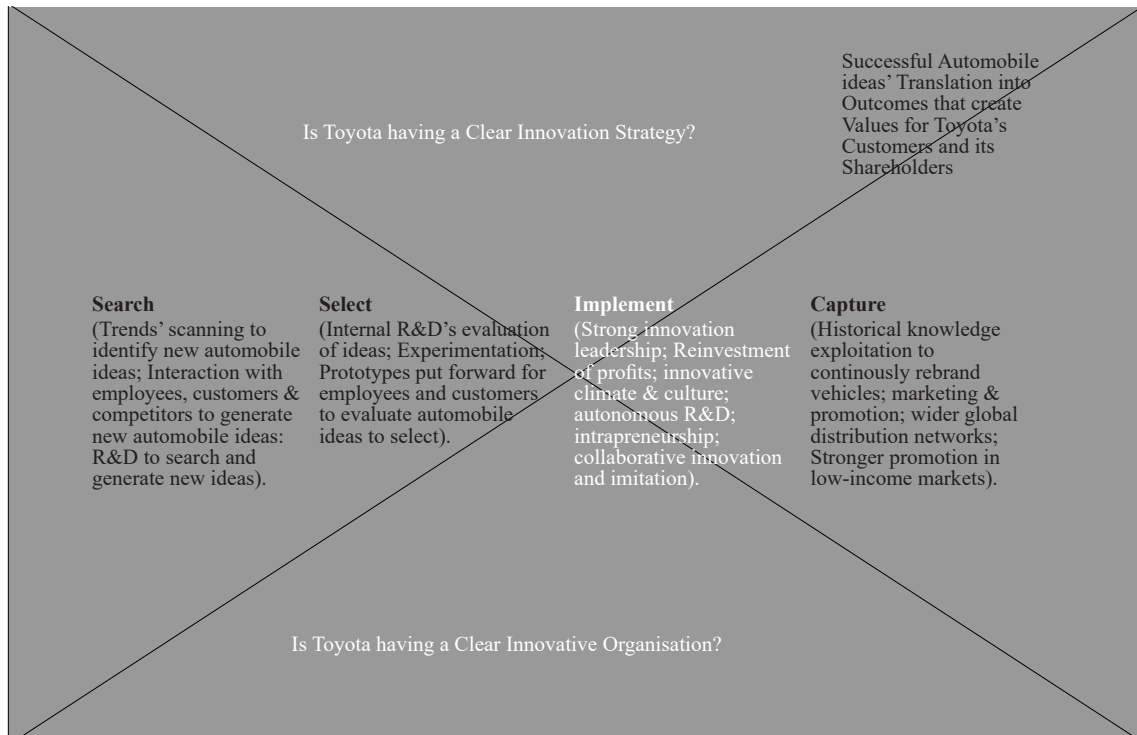 Successful Automobile
ideas’ Translation into
Outcomes that create
Values for Toyota’s
Customers and its
Shareholders
Is Toyota having a Clear Innovation Strategy?
Search
(Trends’ scanning to
identify new automobile
ideas; Interaction with
employees, customers &
competitors to generate
new automobile ideas:
R&D to search and
generate new ideas).
Select
(Internal R&D’s evaluation
of ideas; Experimentation;
Prototypes put forward for
employees and customers
to evaluate automobile
ideas to select).
Implement
(Strong innovation
leadership; Reinvestment
of profits; innovative
climate & culture;
autonomous R&D;
intrapreneurship;
collaborative innovation
and imitation).
Capture
(Historical knowledge
exploitation to
continously rebrand
vehicles; marketing &
promotion; wider global
distribution networks;
Stronger promotion in
low-income markets).
Is Toyota having a Clear Innovative Organisation?